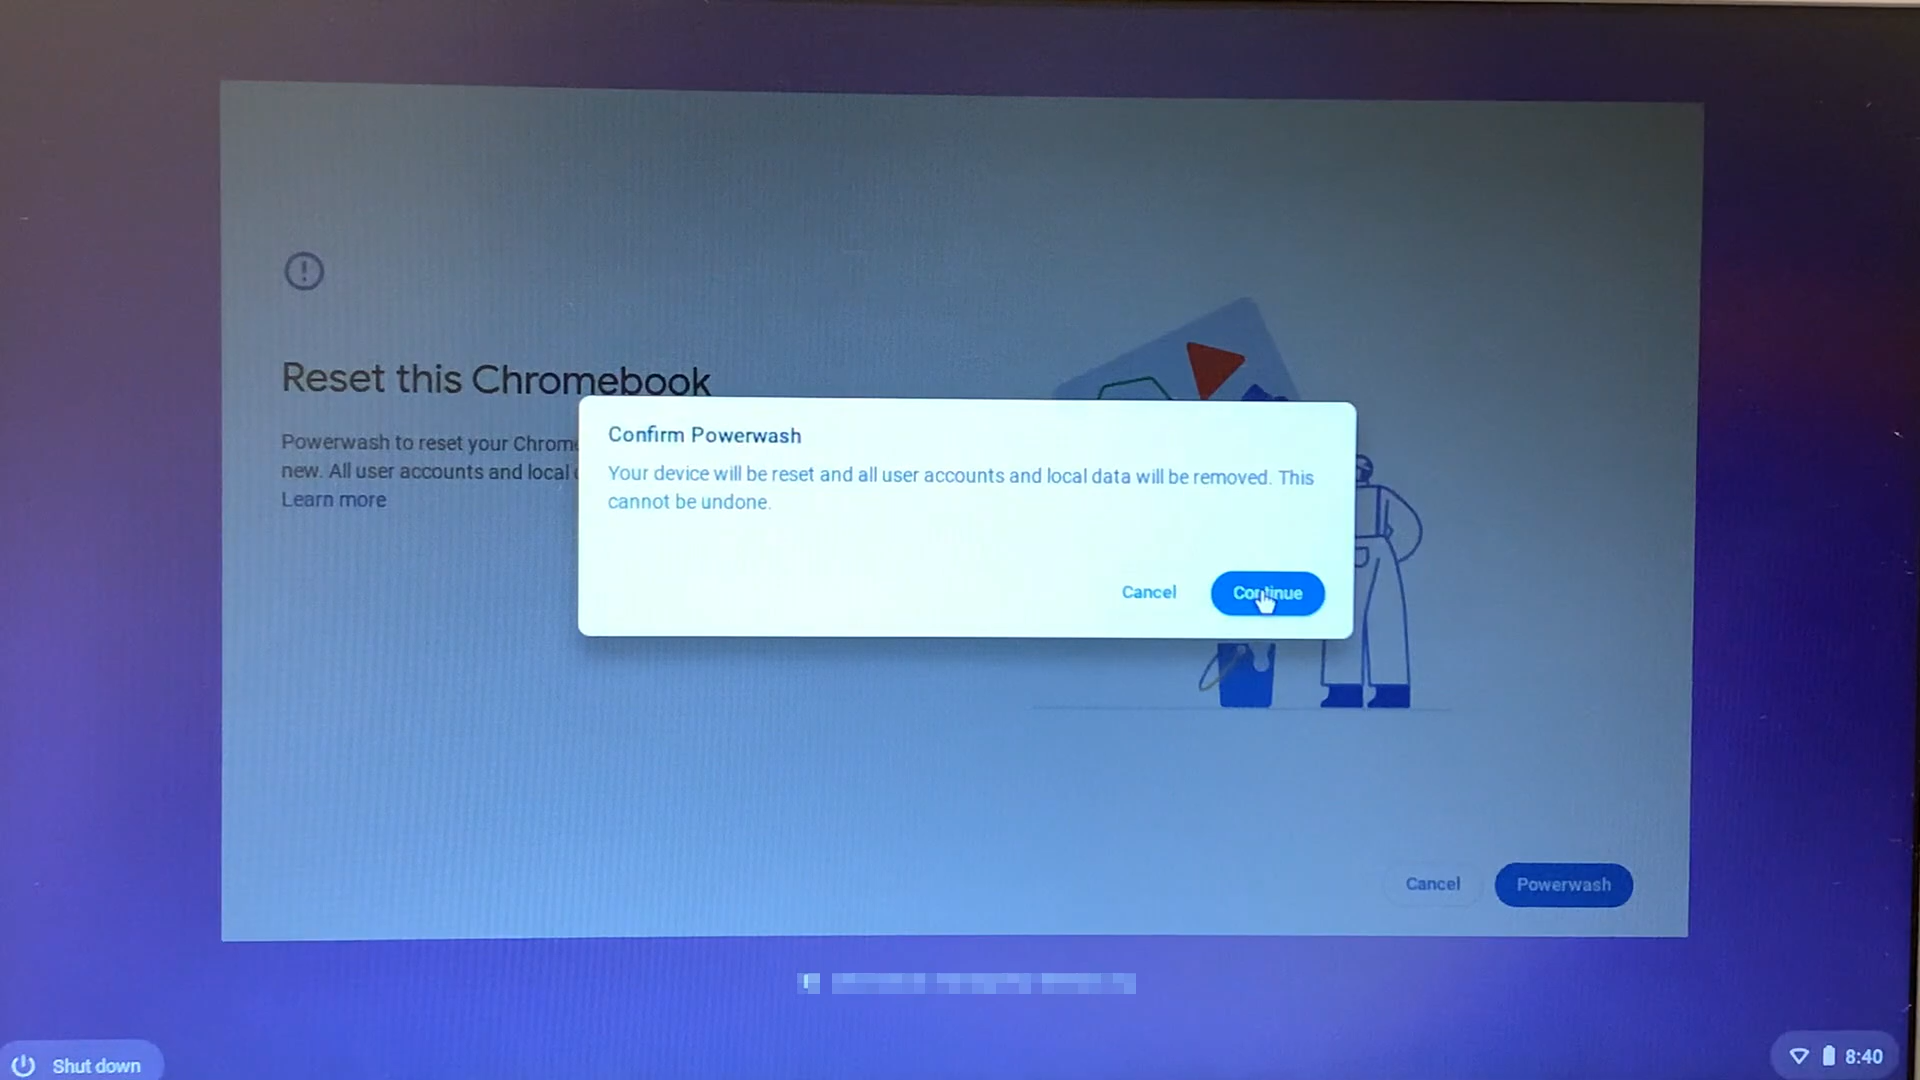 Reset this Chromebook
Powerwash to reset your Chrome
new. All user accounts and local
Learn more
Confirm Powerwash
Your device will be reset and all user accounts and local data will be removed. This
cannot be undone.
Cancel
Continue
Cancel
Powerwash
Shut down
8:40